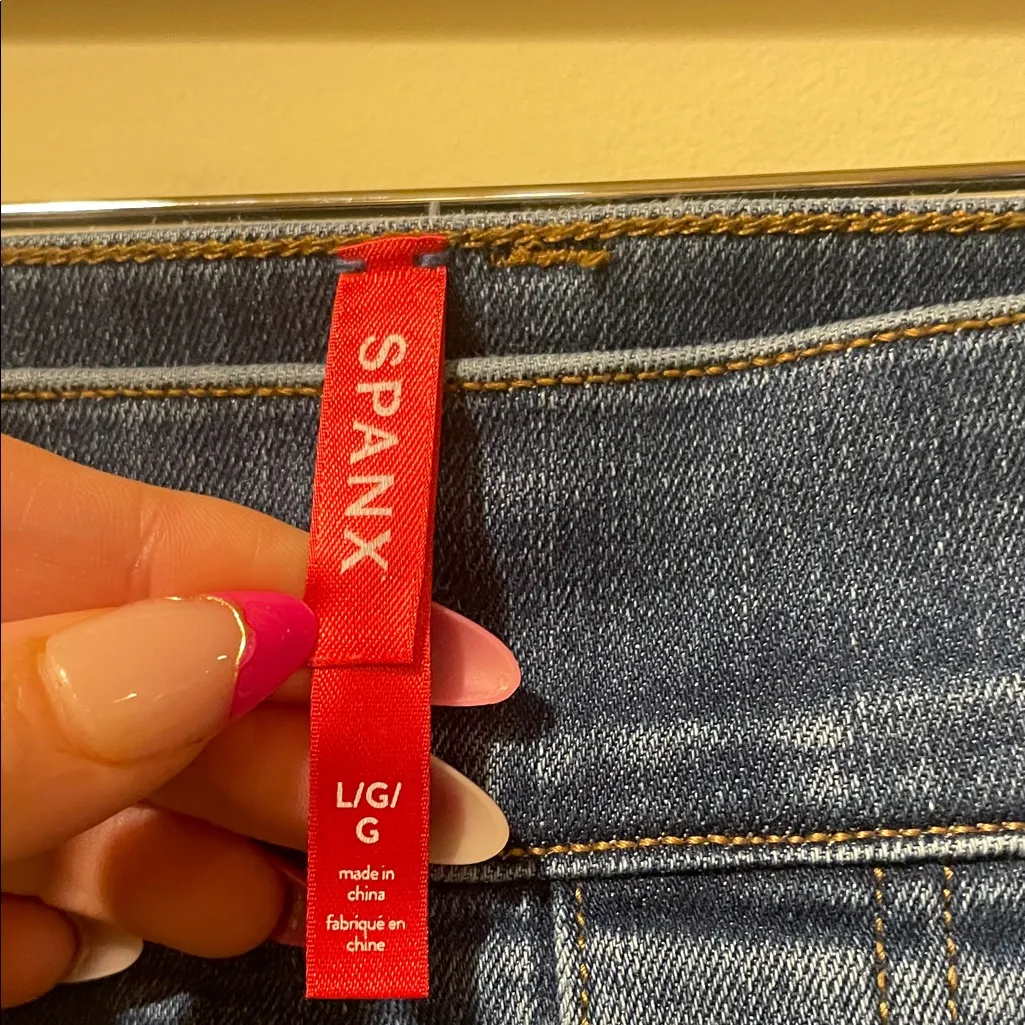 SPANX
L/G/
G
made in
china
fabriqué en
chine